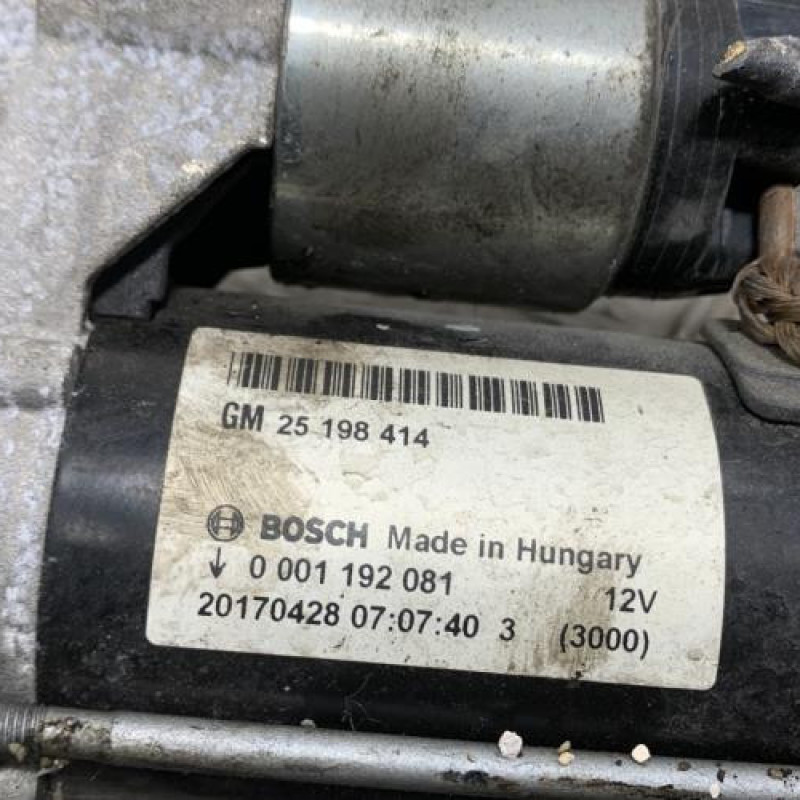 GM 25 198 414
BOSCH Made in Hungary
↓ 0 001 192 081 12V
20170428 07:07:40 3 (3000)